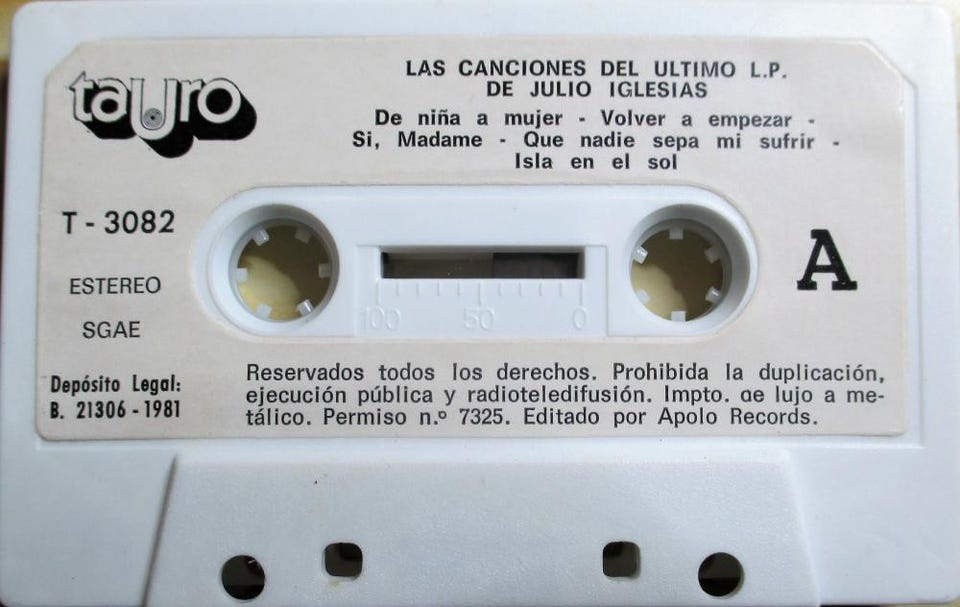 tauro
LAS CANCIONES DEL ULTIMO L.P.
DE JULIO IGLESIAS
De niña a mujer - Volver a empezar -
Si, Madame - Que nadie sepa mi sufrir -
Isla en el sol
T - 3082
ESTEREO
SGAE
A
100 50 0
Depósito Legal:
B. 21306 - 1981
Reservados todos los derechos. Prohibida la duplicación,
ejecución pública y radioteledifusión. Impto. de lujo a me-
tálico. Permiso n.º 7325. Editado por Apolo Records.